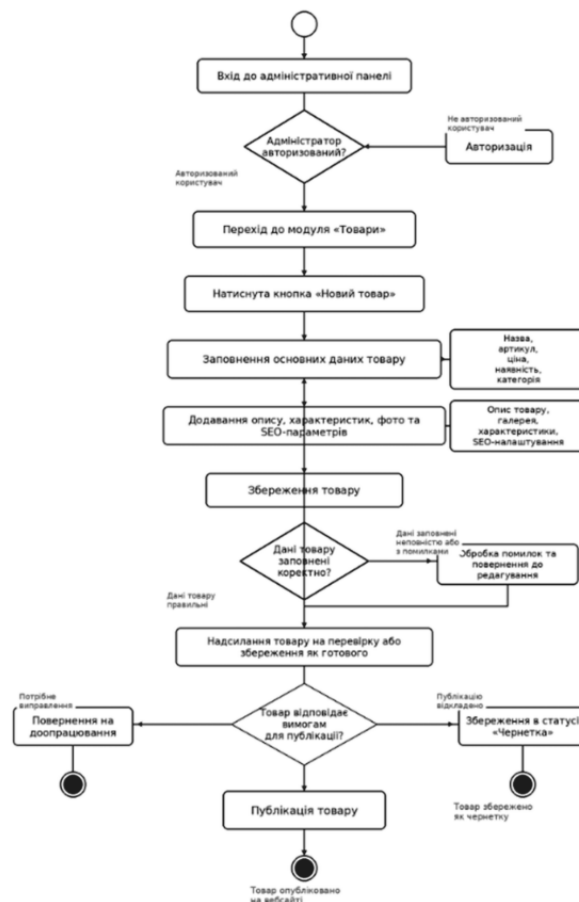 Вхід до адміністративної панелі
Адміністратор
авторизований?
Не авторизований
користувач
Авторизація
Авторизований
користувач
Перехід до модуля «Товари»
Натиснута кнопка «Новий товар»
Заповнення основних даних товару
Назва,
артикул,
ціна,
наявність,
категорія
Додавання опису, характеристик, фото та
SEO-параметрів
Опис товару,
галерея,
характеристики,
SEO-налаштування
Збереження товару
Дані товару
заповнені
коректно?
Дані заповнені
неповністю або
з помилками
Обробка помилок та
повернення до
редагування
Дані товару
правильні
Надсилання товару на перевірку або
збереження як готового
Потрібне
виправлення
Повернення на
доопрацювання
Товар відповідає
вимогам
для публікації?
Публікацію
відкладено
Збереження в статусі
«Чернетка»
Товар збережено
як чернетку
Публікація товару
Товар опубліковано
на вебсайті